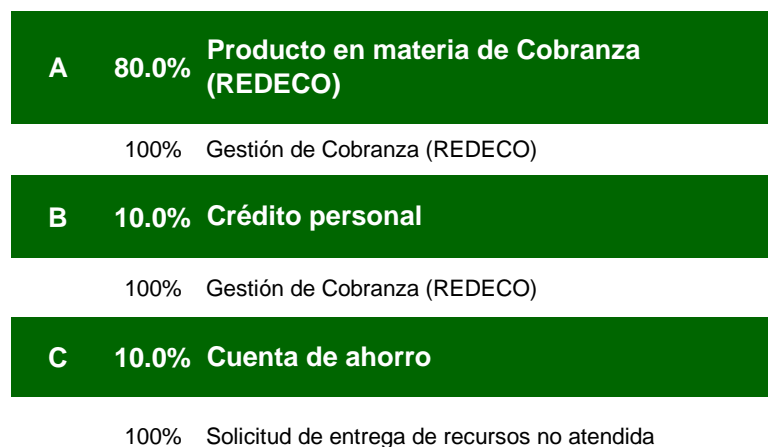 A 80.0% Producto en materia de Cobranza
(REDECO)
100% Gestión de Cobranza (REDECO)
B 10.0% Crédito personal
100% Gestión de Cobranza (REDECO)
C 10.0% Cuenta de ahorro
100% Solicitud de entrega de recursos no atendida